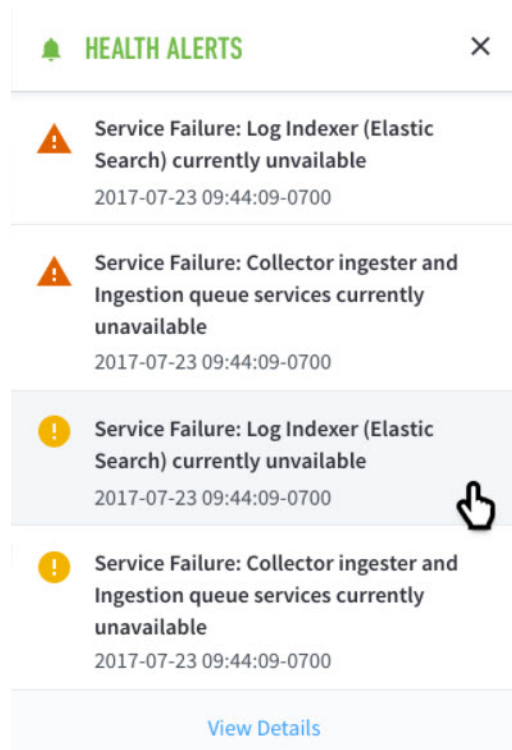 HEALTH ALERTS
Service Failure: Log Indexer (Elastic
Search) currently unvailable
2017-07-23 09:44:09-0700
Service Failure: Collector ingester and
Ingestion queue services currently
unavailable
2017-07-23 09:44:09-0700
Service Failure: Log Indexer (Elastic
Search) currently unvailable
2017-07-23 09:44:09-0700
Service Failure: Collector ingester and
Ingestion queue services currently
unavailable
2017-07-23 09:44:09-0700
View Details